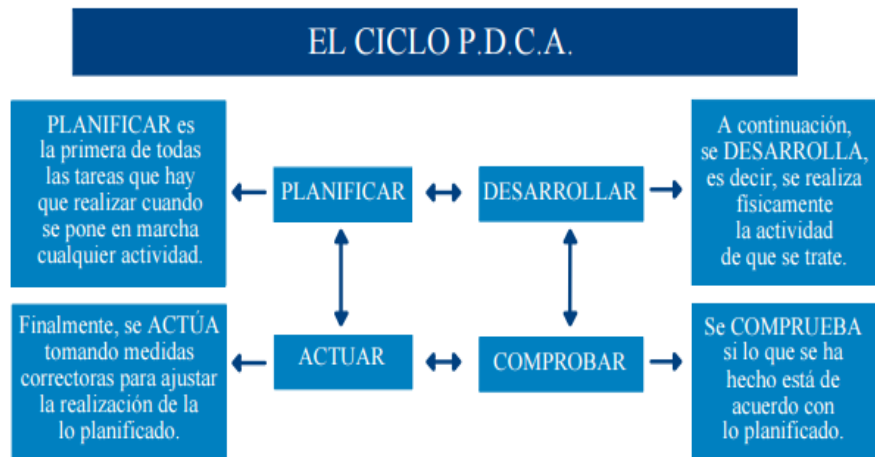 EL CICLO P.D.C.A.
PLANIFICAR es
la primera de todas
las tareas que hay
que realizar cuando
se pone en marcha
cualquier actividad.
PLANIFICAR
DESARROLLAR
A continuación,
se DESARROLLA,
es decir, se realiza
físicamente
la actividad
de que se trate.
Finalmente, se ACTÚA
tomando medidas
correctoras para ajustar
la realización de la
lo planificado.
ACTUAR
COMPROBAR
Se COMPRUEBA
si lo que se ha
hecho está de
acuerdo con
lo planificado.